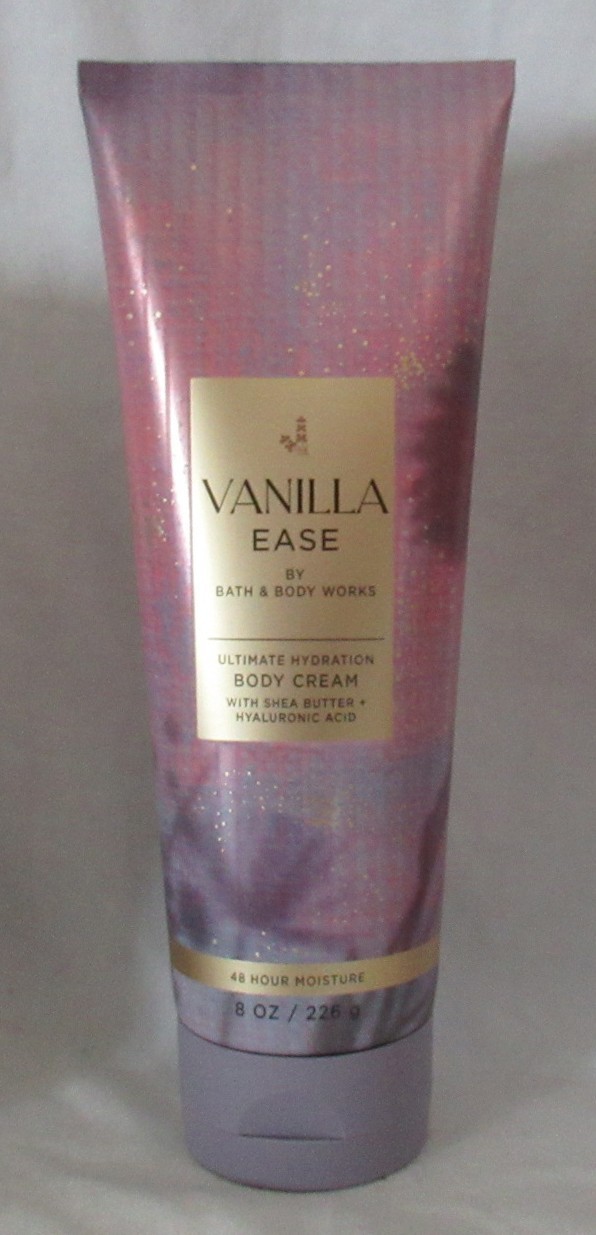 VANILLA
EASE
BY
BATH & BODY WORKS
ULTIMATE HYDRATION
BODY CREAM
WITH SHEA BUTTER +
HYALURONIC ACID
48 HOUR MOISTURE
8 OZ / 226 g